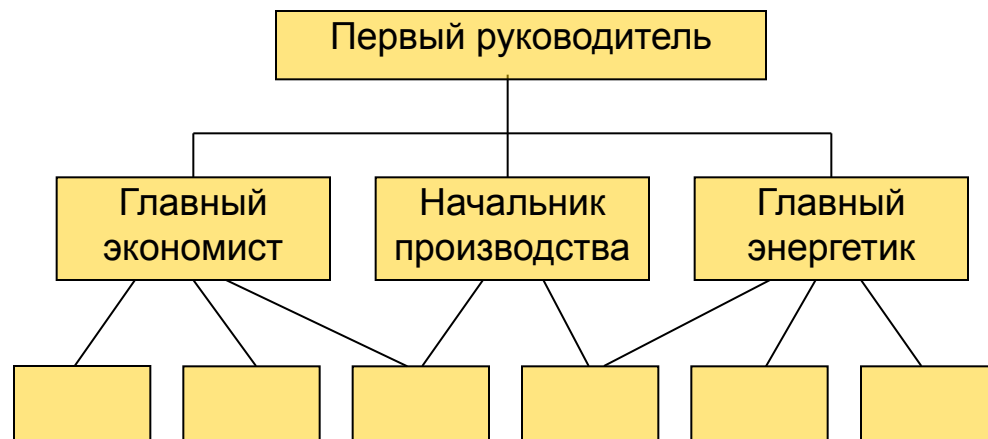 Первый руководитель
Главный
экономист
Начальник
производства
Главный
энергетик